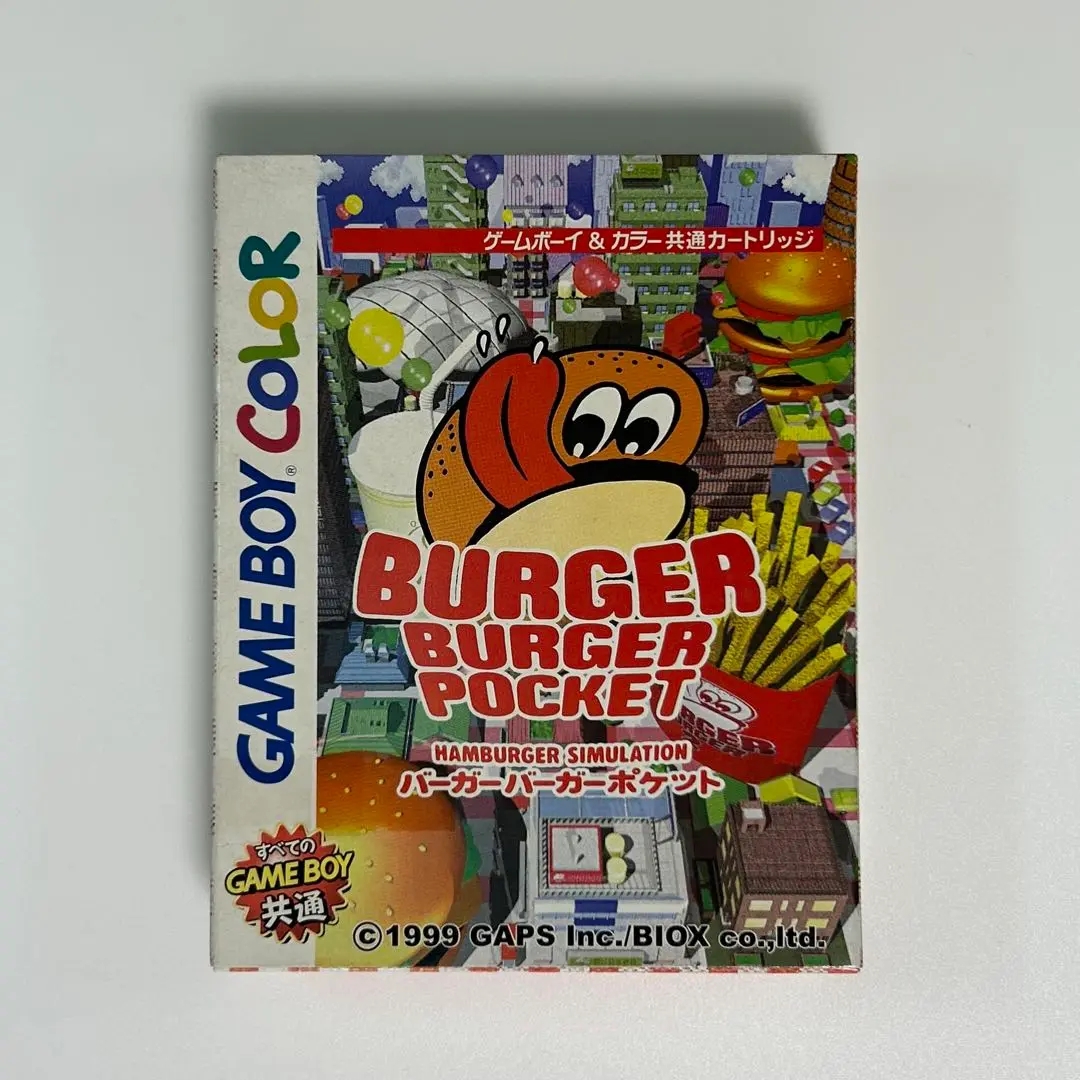 GAME BOY COLOR®
ゲームボーイ & カラー 共通カートリッジ
BURGER
BURGER
POCKET
HAMBURGER SIMULATION
バーガーバーガーポケット
すべての
GAME BOY
共通
©1999 GAPS Inc./BIOX co.,ltd.